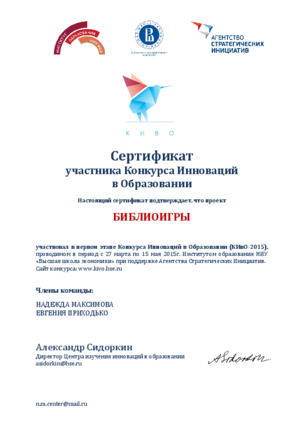 ИНСТИТУТ
ОБРАЗОВАНИЯ
АГЕНТСТВО
СТРАТЕГИЧЕСКИХ
ИНИЦИАТИВ
К И В О
Сертификат
участника Конкурса Инноваций
в Образовании
Настоящий сертификат подтверждает, что проект
БИБЛИОИГРЫ
участвовал в первом этапе Конкурса Инноваций в Образовании (КИвО-2015),
проводимом в период с 27 марта по 15 мая 2015г. Институтом образования НИУ
«Высшая школа экономики» при поддержке Агентства Стратегических Инициатив.
Сайт конкурса: www.kivo.hse.ru
Члены команды:
НАДЕЖДА МАКСИМОВА
ЕВГЕНИЯ ПРИХОДЬКО
Александр Сидоркин
Директор Центра изучения инноваций в образовании
asidorkin@hse.ru
n.m.center@mail.ru